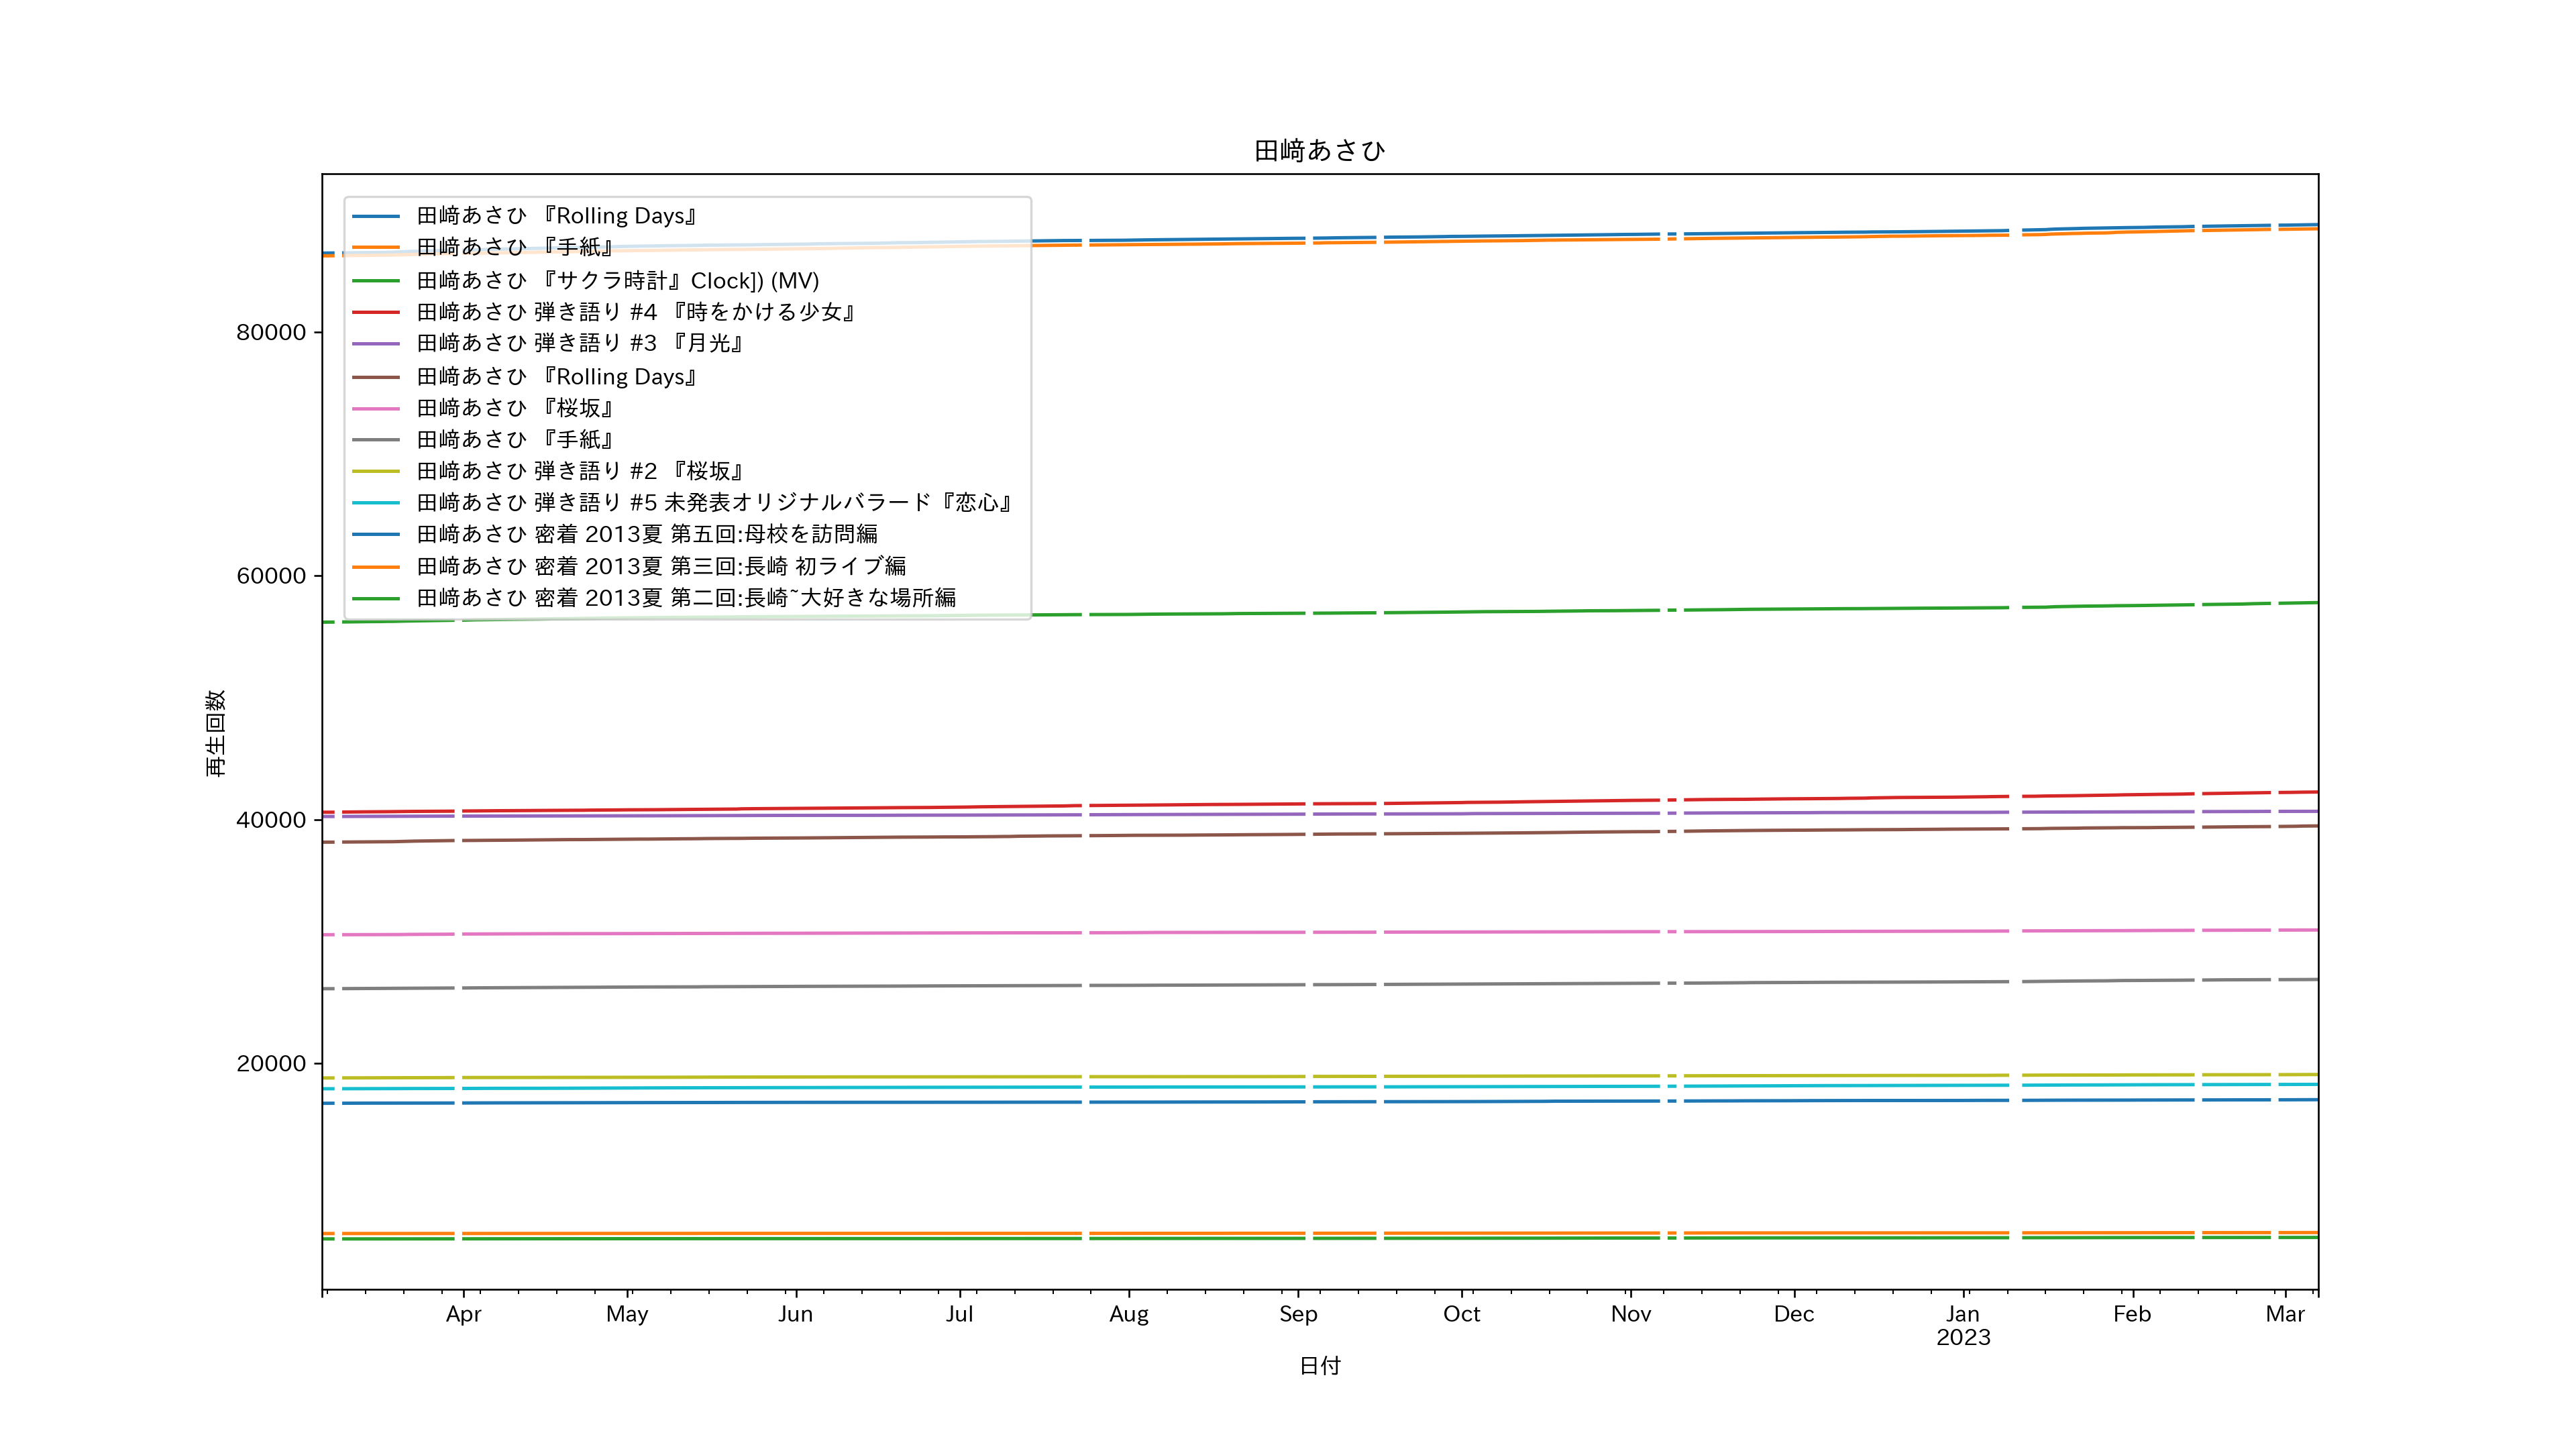 田﨑あさひ
田﨑あさひ 『Rolling Days』
田﨑あさひ 『手紙』
田﨑あさひ 『サクラ時計』Clock]) (MV)
田﨑あさひ 弾き語り #4 『時をかける少女』
田﨑あさひ 弾き語り #3 『月光』
田﨑あさひ 『Rolling Days』
田﨑あさひ 『桜坂』
田﨑あさひ 『手紙』
田﨑あさひ 弾き語り #2 『桜坂』
田﨑あさひ 弾き語り #5 未発表オリジナルバラード『恋心』
田﨑あさひ 密着 2013夏 第五回:母校を訪問編
田﨑あさひ 密着 2013夏 第三回:長崎 初ライブ編
田﨑あさひ 密着 2013夏 第二回:長崎~大好きな場所編
80000
60000
40000
20000
再生回数
Apr May Jun Jul Aug Sep Oct Nov Dec Jan Feb Mar
2023
日付